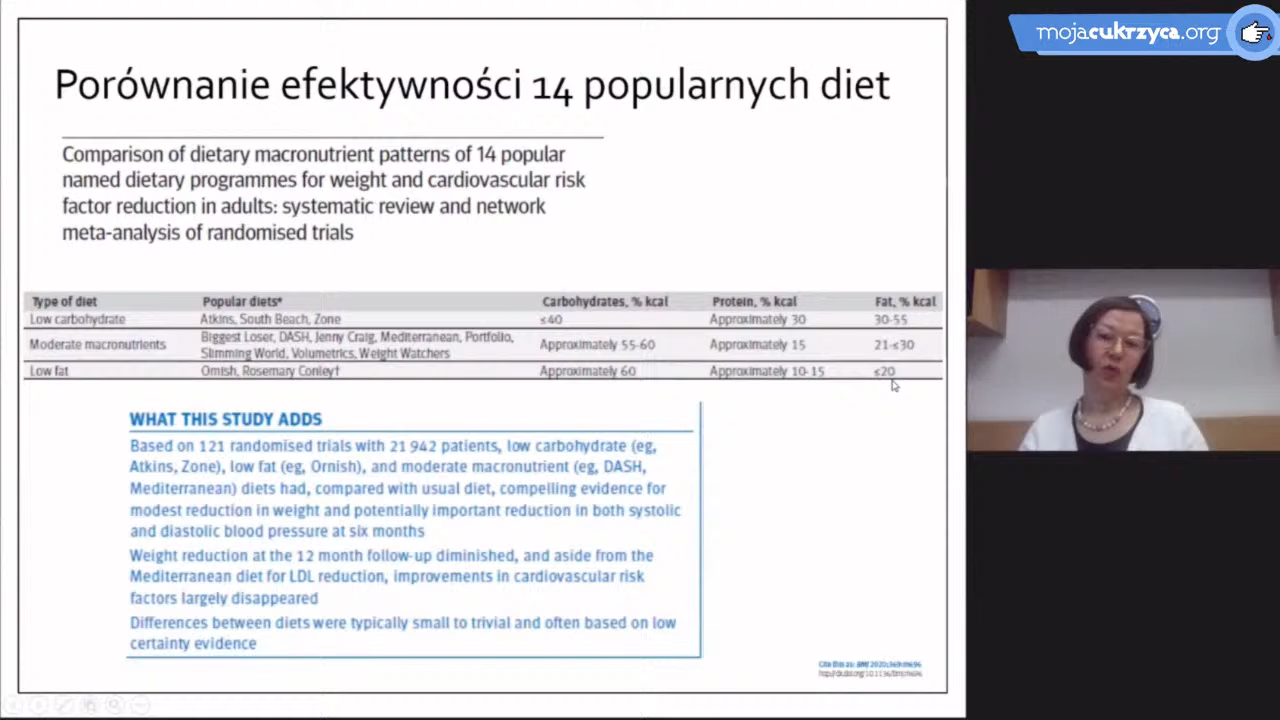 mojacukrzyca.org
Porównanie efektywności 14 popularnych diet
Comparison of dietary macronutrient patterns of 14 popular
named dietary programmes for weight and cardiovascular risk
factor reduction in adults: systematic review and network
meta-analysis of randomised trials
Type of diet Popular diets* Carbohydrates, % kcal Protein, % kcal Fat, % kcal
Low carbohydrate Atkins, South Beach, Zone ≤40 Approximately 30 30-55
Moderate macronutrients Biggest Loser, DASH, Jenny Craig, Mediterranean, Portfolio, Approximately 55-60 Approximately 15 21-≤30
Slimming World, Volumetrics, Weight Watchers
Low fat Ornish, Rosemary Conley† Approximately 60 Approximately 10-15 ≤20
WHAT THIS STUDY ADDS
Based on 121 randomised trials with 21 942 patients, low carbohydrate (eg,
Atkins, Zone), low fat (eg, Ornish), and moderate macronutrient (eg, DASH,
Mediterranean) diets had, compared with usual diet, compelling evidence for
modest reduction in weight and potentially important reduction in both systolic
and diastolic blood pressure at six months
Weight reduction at the 12 month follow-up diminished, and aside from the
Mediterranean diet for LDL reduction, improvements in cardiovascular risk
factors largely disappeared
Differences between diets were typically small to trivial and often based on low
certainty evidence
Cite this as: BMJ 2020;369:m696